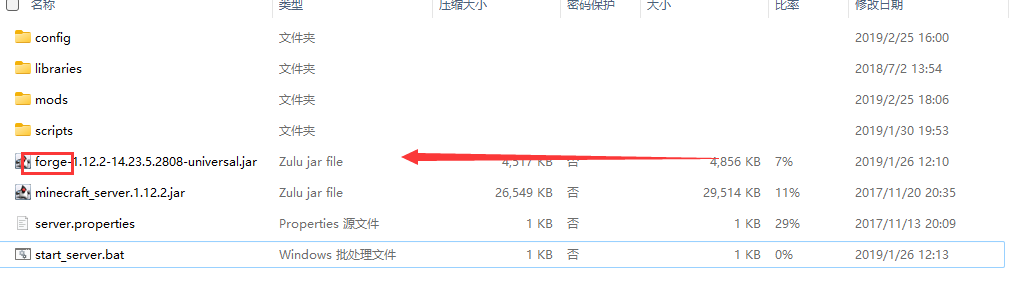 名称 类型 压缩大小 密码保护 大小 比率 修改日期
config 文件夹 2019/2/25 16:00
libraries 文件夹 2018/7/2 13:54
mods 文件夹 2019/2/25 18:06
scripts 文件夹 2019/1/30 19:53
forge-1.12.2-14.23.5.2808-universal.jar Zulu jar file 4,517 KB 否 4,856 KB 7% 2019/1/26 12:10
minecraft_server.1.12.2.jar Zulu jar file 26,549 KB 否 29,514 KB 11% 2017/11/20 20:35
server.properties Properties 源文件 1 KB 否 1 KB 29% 2017/11/13 20:09
start_server.bat Windows 批处理文件 1 KB 否 1 KB 0% 2019/1/26 12:13